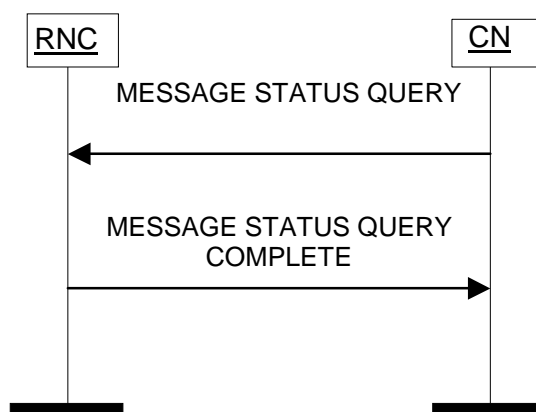 RNC
CN
MESSAGE STATUS QUERY
MESSAGE STATUS QUERY
COMPLETE